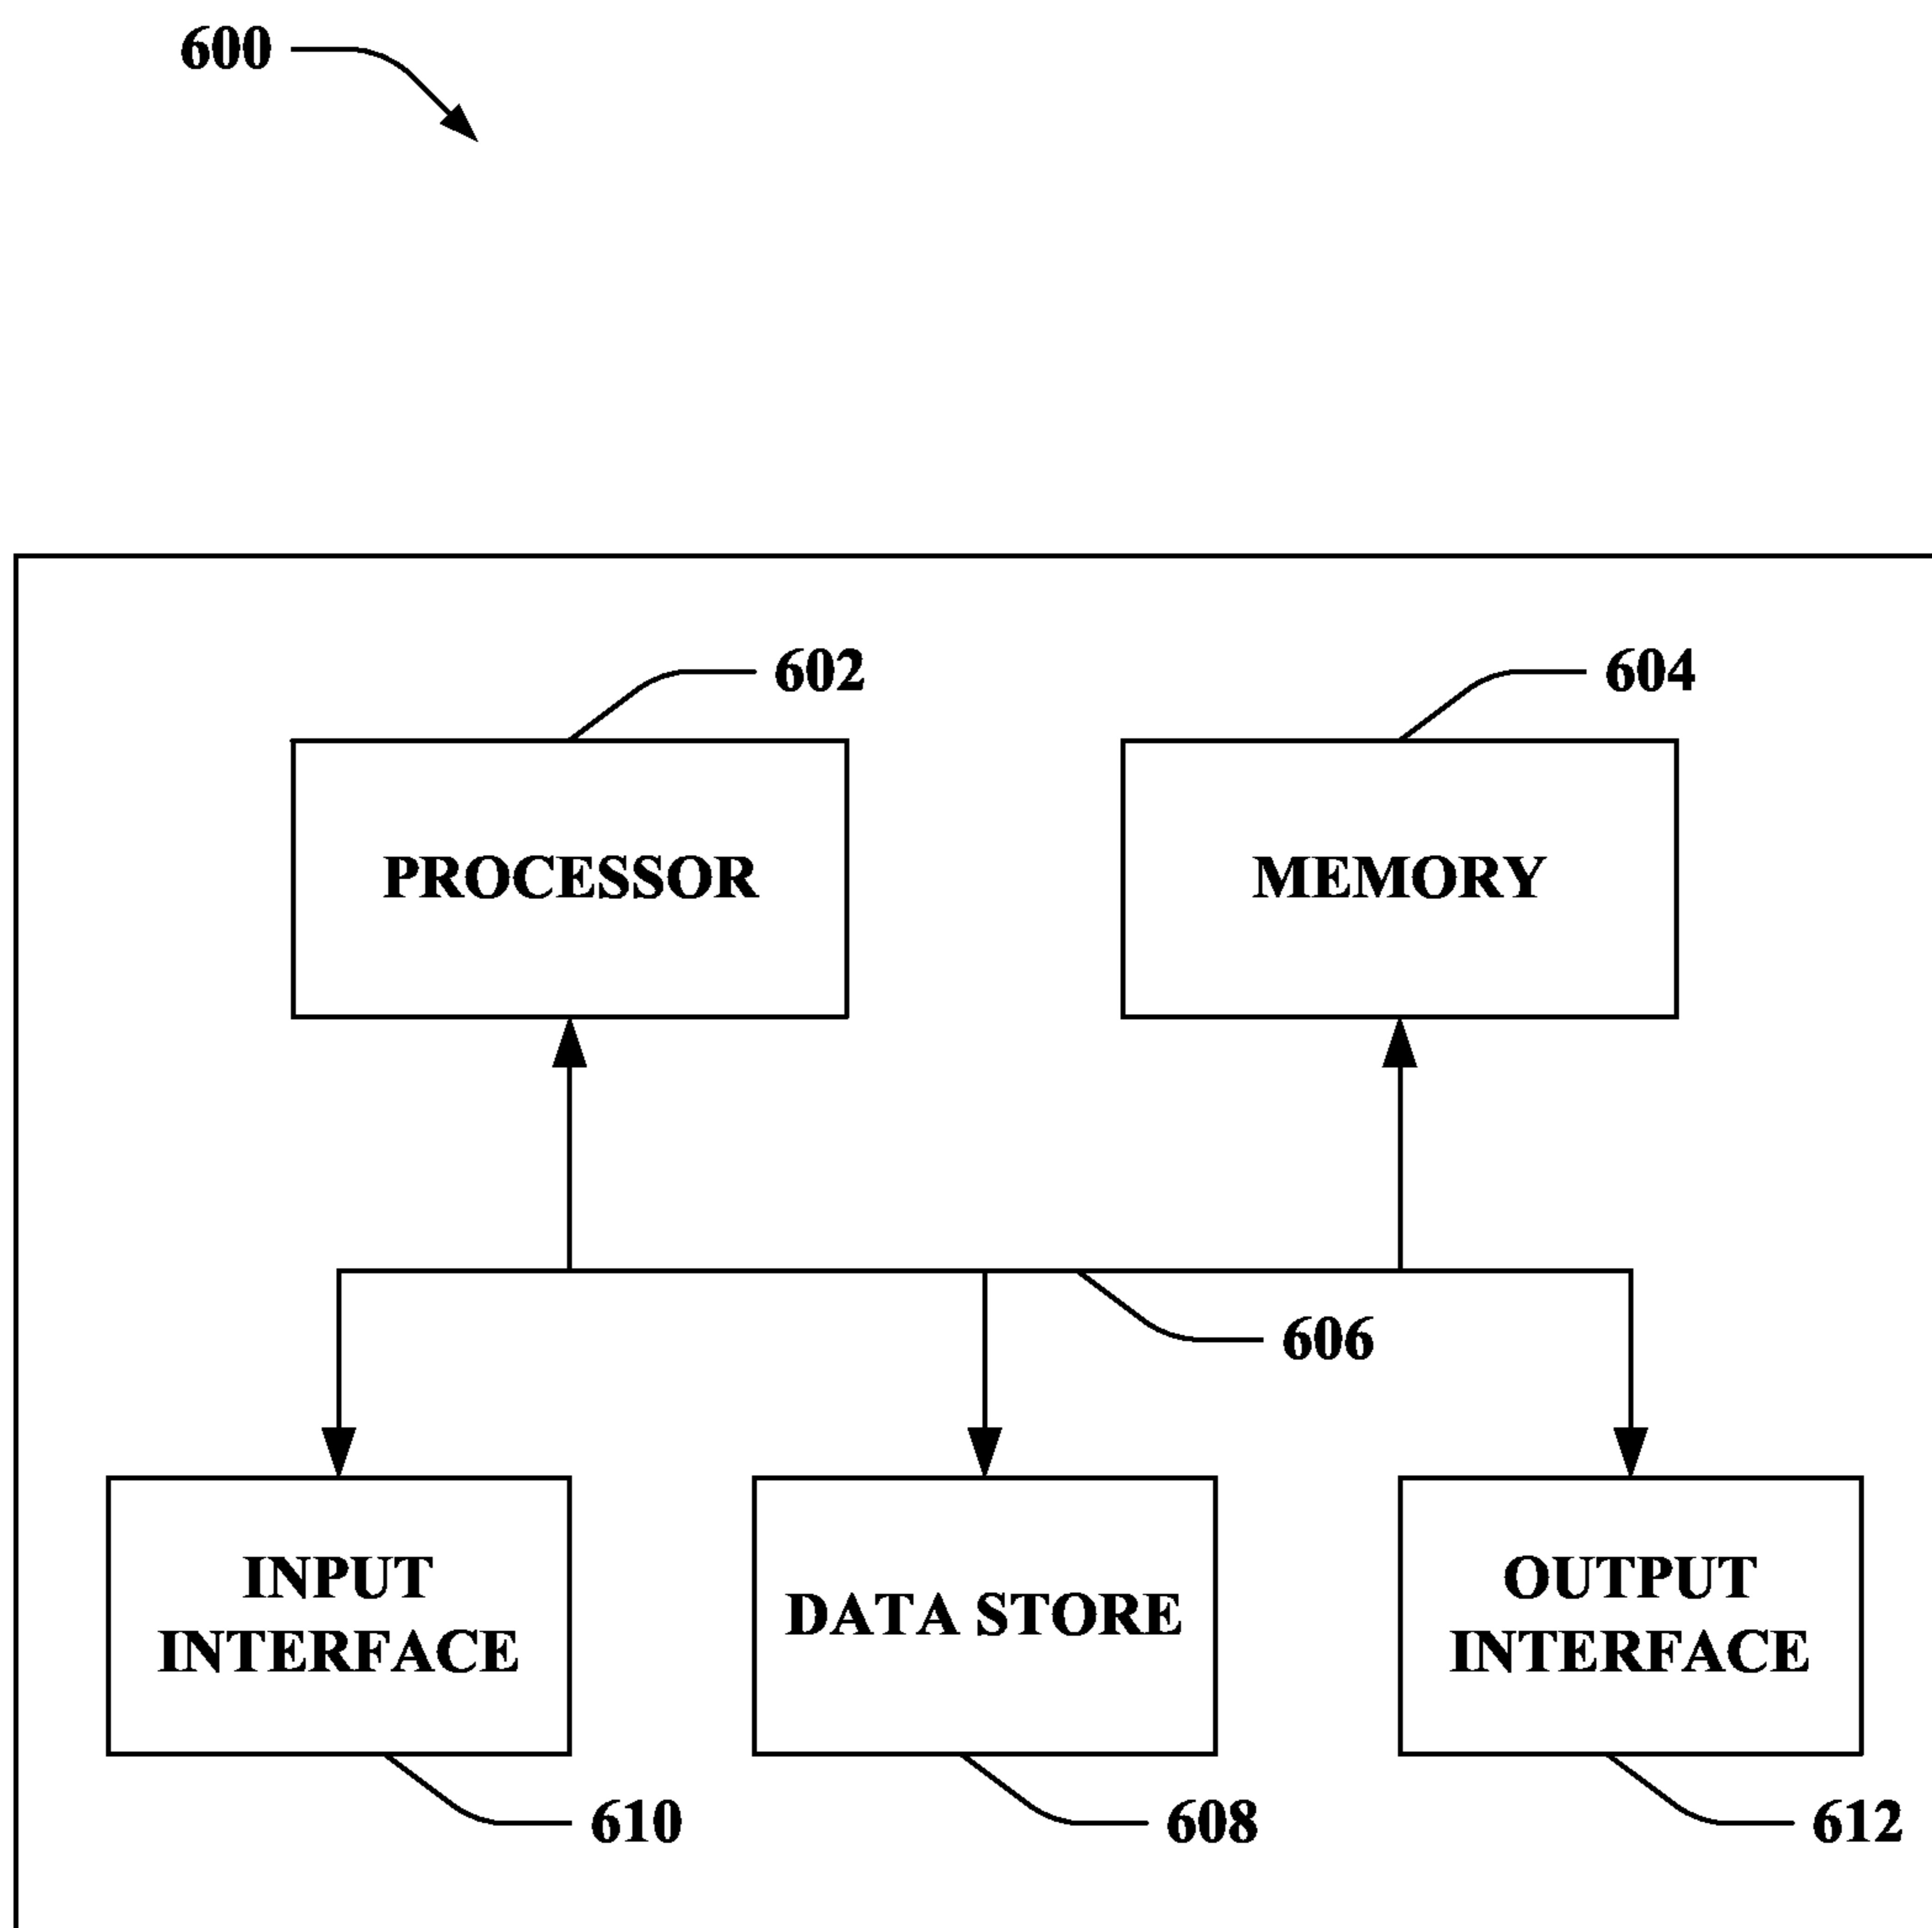 600
602
604
PROCESSOR
MEMORY
606
INPUT
INTERFACE
DATA STORE
OUTPUT
INTERFACE
610
608
612